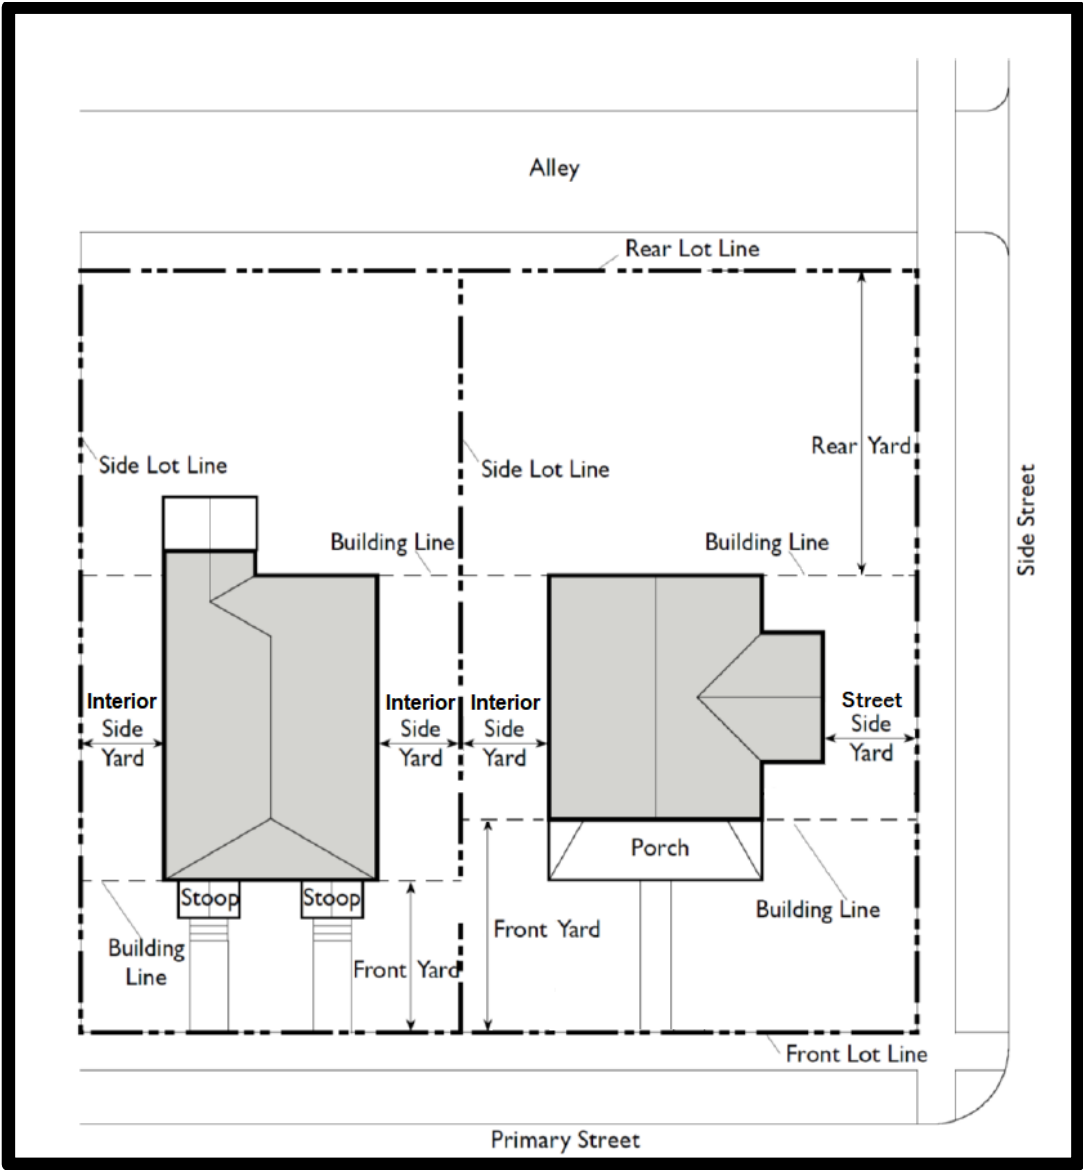 Alley
Rear Lot Line
Rear Yard
Side Lot Line
Side Lot Line
Side Street
Building Line
Building Line
Interior
Side
Yard
Interior
Side
Yard
Interior
Side
Yard
Street
Side
Yard
Porch
Stoop
Stoop
Building Line
Front Yard
Building
Line
Front Yard
Front Lot Line
Primary Street